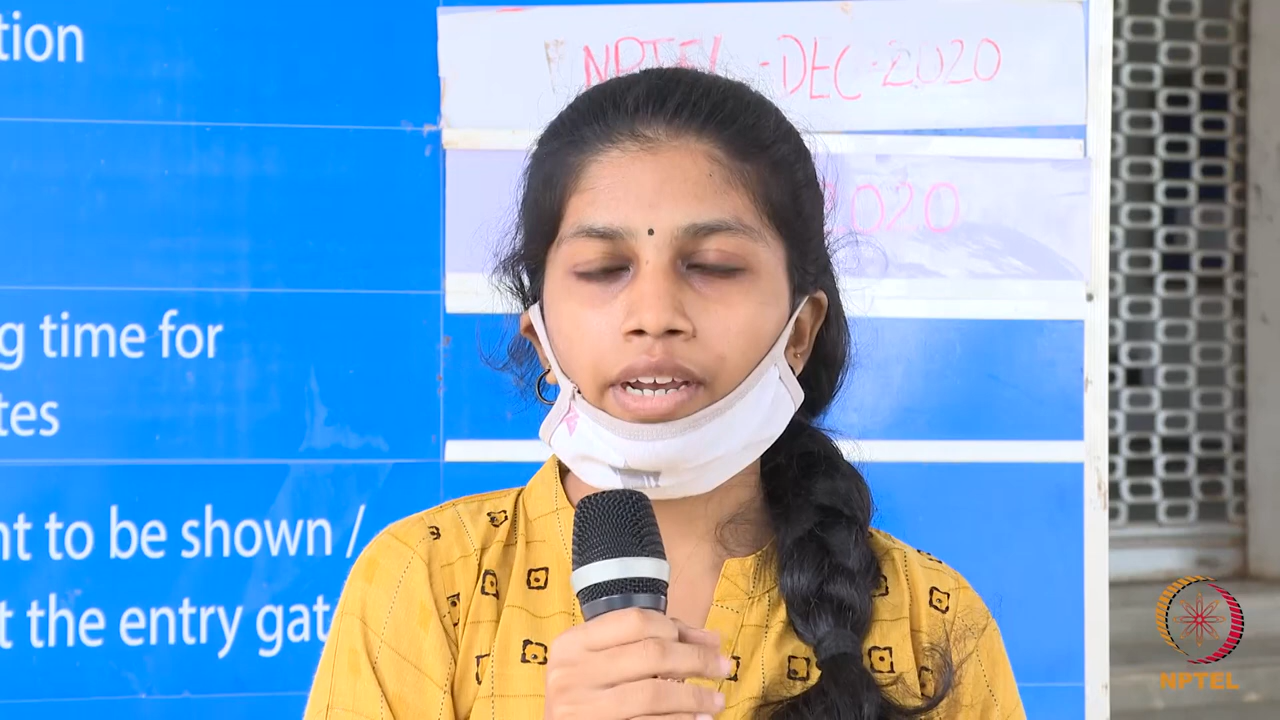 tion
NPTEL - DEC - 2020
2020
g time for
tes
nt to be shown /
t the entry gat
NPTEL